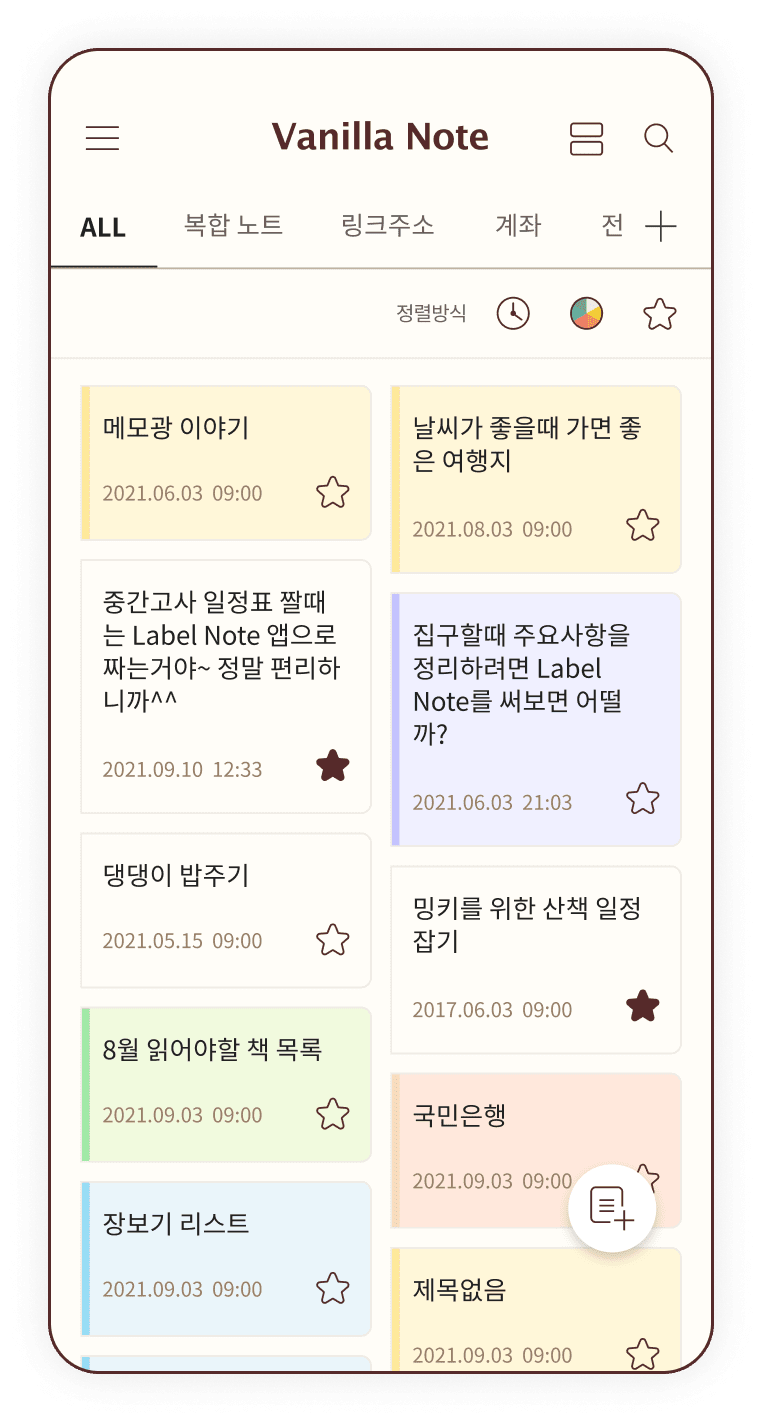 Vanilla Note
ALL 복합 노트 링크주소 계좌 전
정렬방식
메모광 이야기
2021.06.03 09:00
중간고사 일정표 짤때
는 Label Note 앱으로
짜는거야~ 정말 편리하
니까^^
2021.09.10 12:33
댕댕이 밥주기
2021.05.15 09:00
8월 읽어야할 책 목록
2021.09.03 09:00
장보기 리스트
2021.09.03 09:00
날씨가 좋을때 가면 좋
은 여행지
2021.08.03 09:00
집구할때 주요사항을
정리하려면 Label
Note를 써보면 어떨
까?
2021.06.03 21:03
밍키를 위한 산책 일정
잡기
2017.06.03 09:00
국민은행
2021.09.03 09:00
제목없음
2021.09.03 09:00